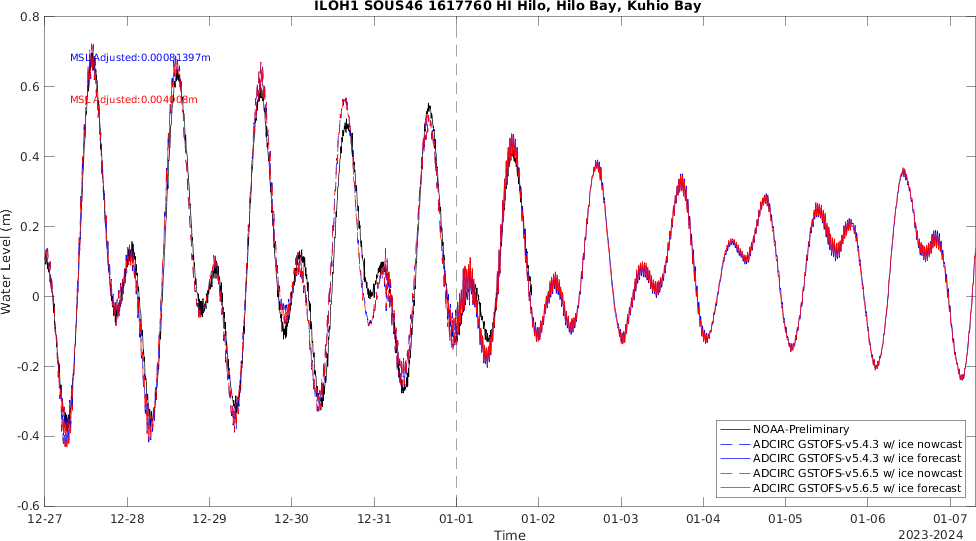 ILOH1 SOUS46 1617760 HI Hilo, Hilo Bay, Kuhio Bay
0.8
MSL Adjusted:0.00081397m
0.6
MSL Adjusted:0.004003m
0.4
0.2
0
-0.2
-0.4
-0.6
Water Level (m)
NOAA-Preliminary
ADCIRC GSTOFS-v5.4.3 w/ ice nowcast
ADCIRC GSTOFS-v5.4.3 w/ ice forecast
ADCIRC GSTOFS-v5.6.5 w/ ice nowcast
ADCIRC GSTOFS-v5.6.5 w/ ice forecast
12-27 12-28 12-29 12-30 12-31 01-01 01-02 01-03 01-04 01-05 01-06 01-07
Time
2023-2024